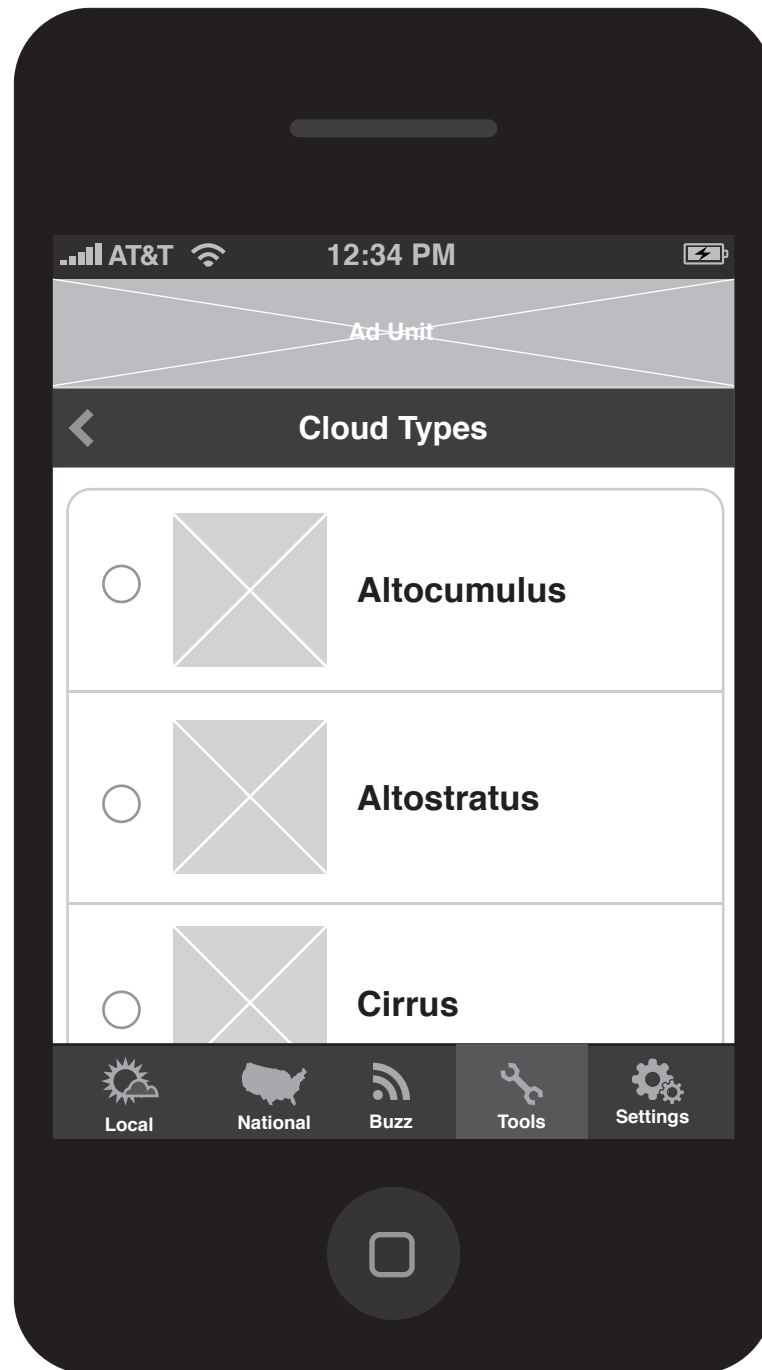 AT&T 12:34 PM
Ad Unit
Cloud Types
Altocumulus
Altostratus
Cirrus
Local National Buzz Tools Settings